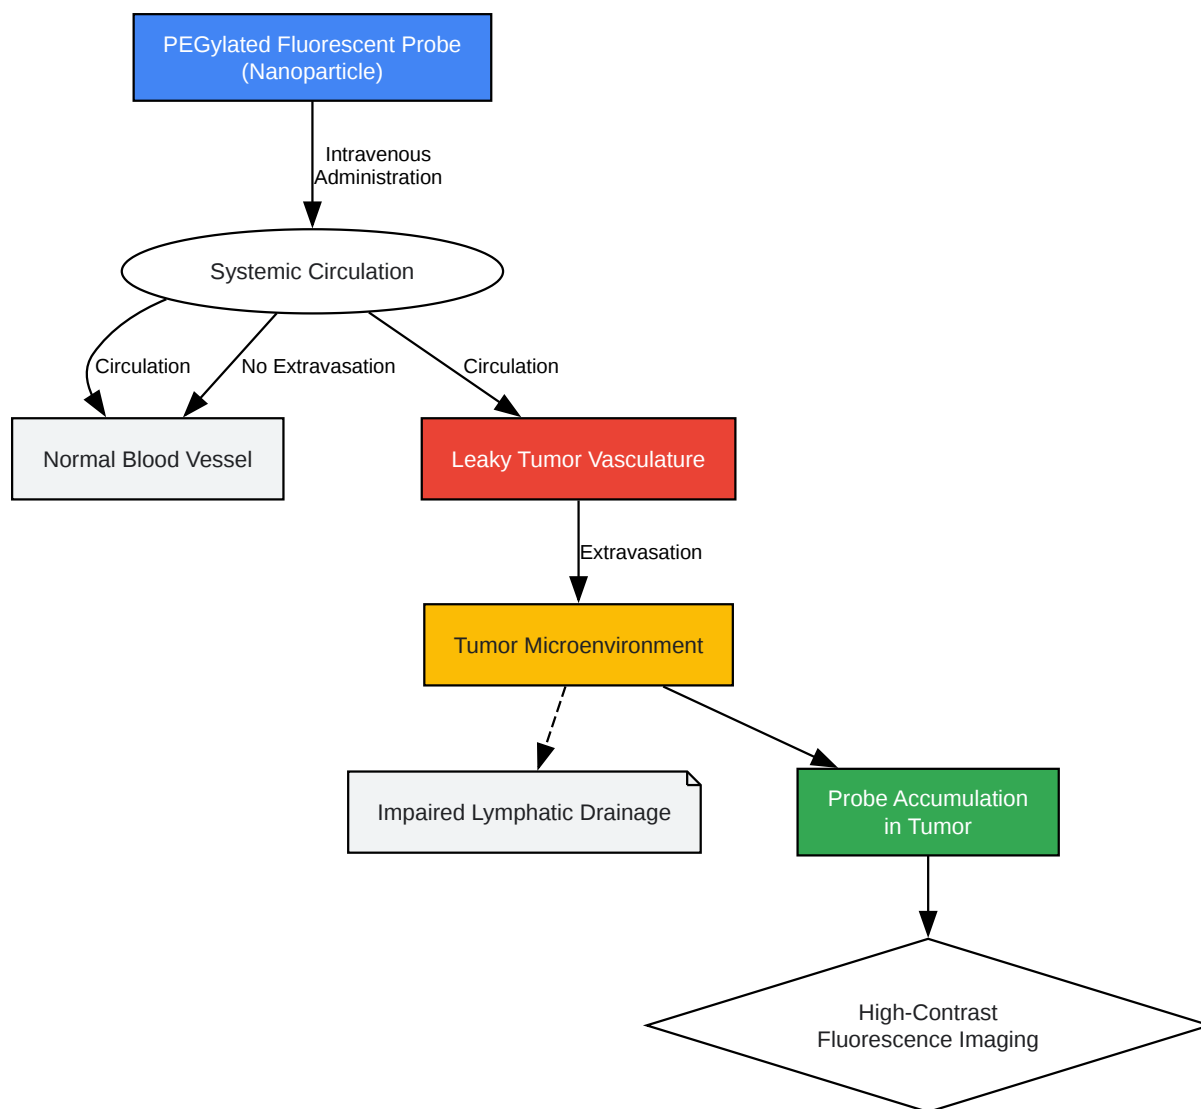 PEGylated Fluorescent Probe
(Nanoparticle)
Intravenous
Administration
Systemic Circulation
Circulation
No Extravasation
Circulation
Normal Blood Vessel
Leaky Tumor Vasculature
Extravasation
Tumor Microenvironment
Impaired Lymphatic Drainage
Probe Accumulation
in Tumor
High-Contrast
Fluorescence Imaging